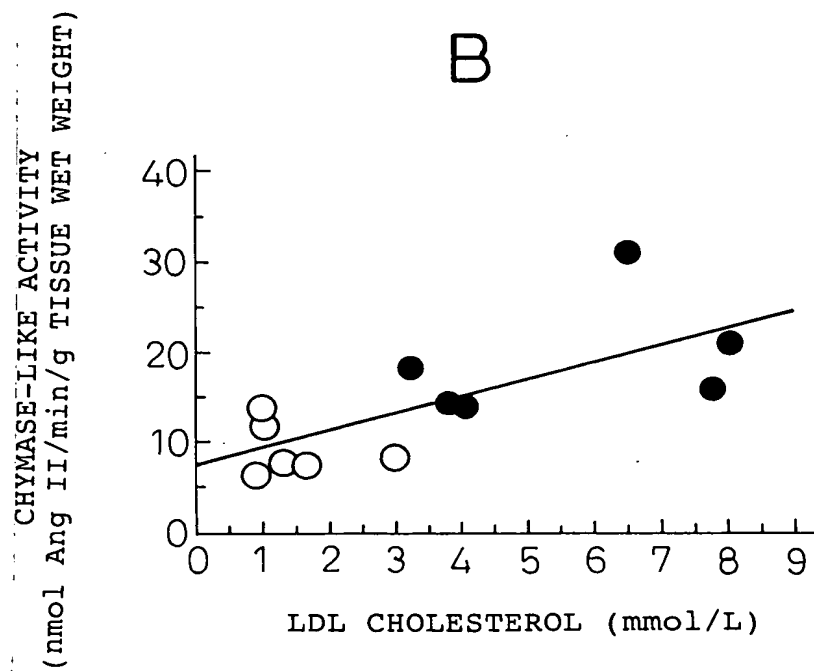 B
CHYMASE-LIKE ACTIVITY
(nmol Ang II/min/g TISSUE WET WEIGHT)
40
30
20
10
0
0 1 2 3 4 5 6 7 8 9
LDL CHOLESTEROL (mmol/L)